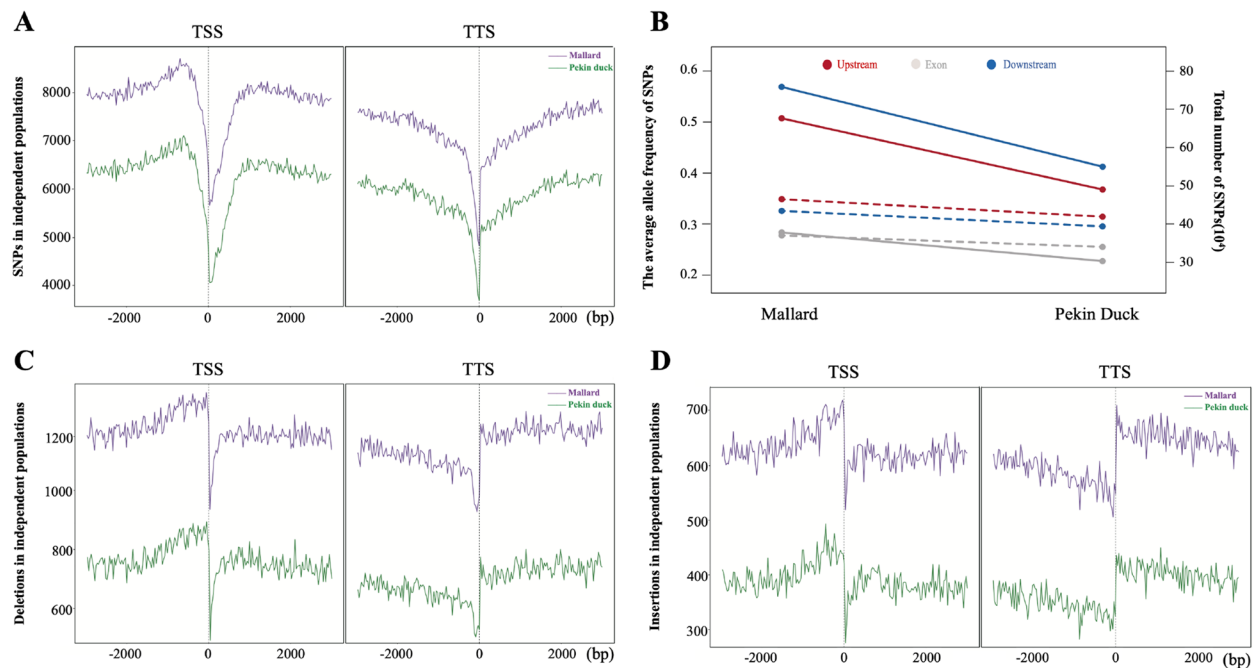 A
TSS
TTS
Mallard
Pekin duck
SNPs in independent populations
8000
7000
6000
5000
4000
-2000
0
2000
-2000
0
2000
(bp)
B
Upstream
Exon
Downstream
The average allele frequency of SNPs
0.6
0.5
0.4
0.3
0.2
Total number of SNPs(10⁴)
80
70
60
50
40
30
Mallard
Pekin Duck
C
TSS
TTS
Mallard
Pekin duck
Deletions in independent populations
1200
1000
800
600
-2000
0
2000
-2000
0
2000
(bp)
D
TSS
TTS
Mallard
Pekin duck
Insertions in independent populations
700
600
500
400
300
-2000
0
2000
-2000
0
2000
(bp)